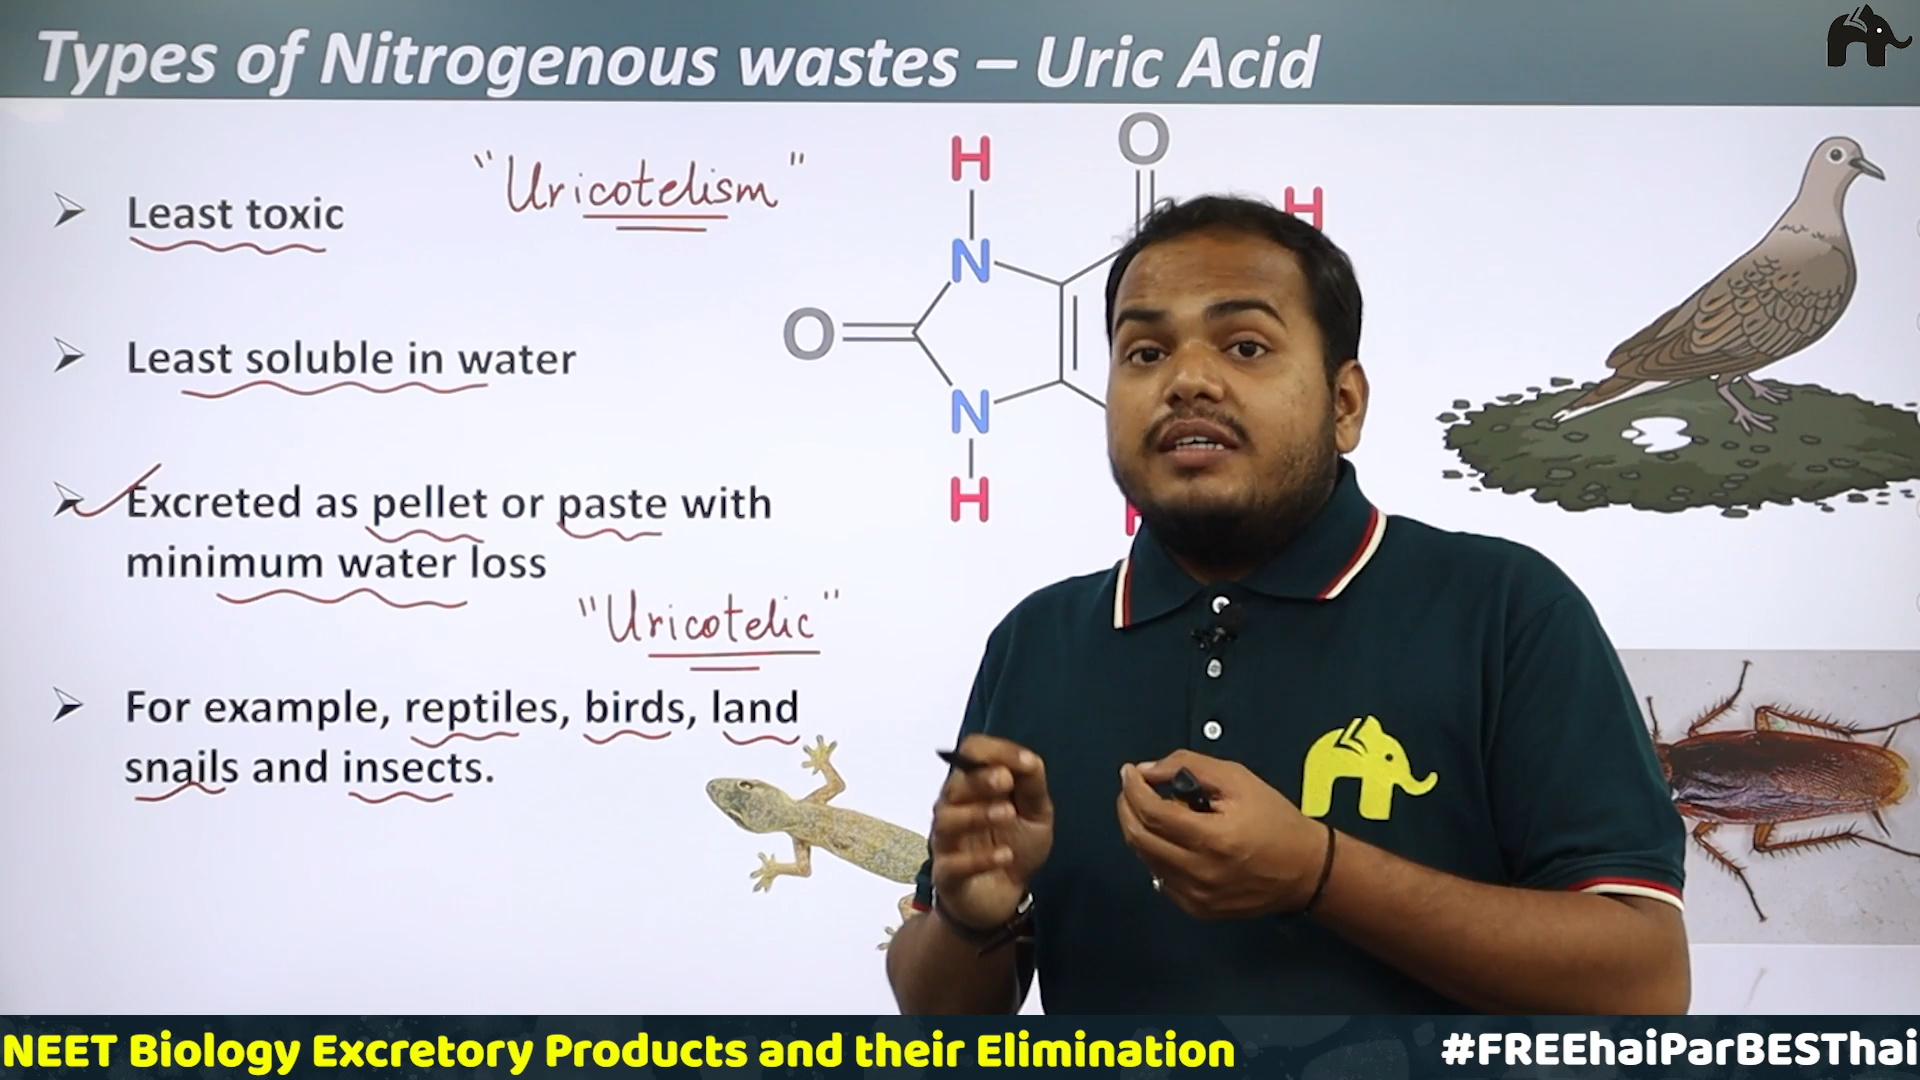 Types of Nitrogenous wastes – Uric Acid
"Uricotelism"
➢ Least toxic
➢ Least soluble in water
➢ Excreted as pellet or paste with
minimum water loss
"Uricotelic"
➢ For example, reptiles, birds, land
snails and insects.
O
H
H
N
O
N
H
NEET Biology Excretory Products and their Elimination
#FREEhaiParBESThai